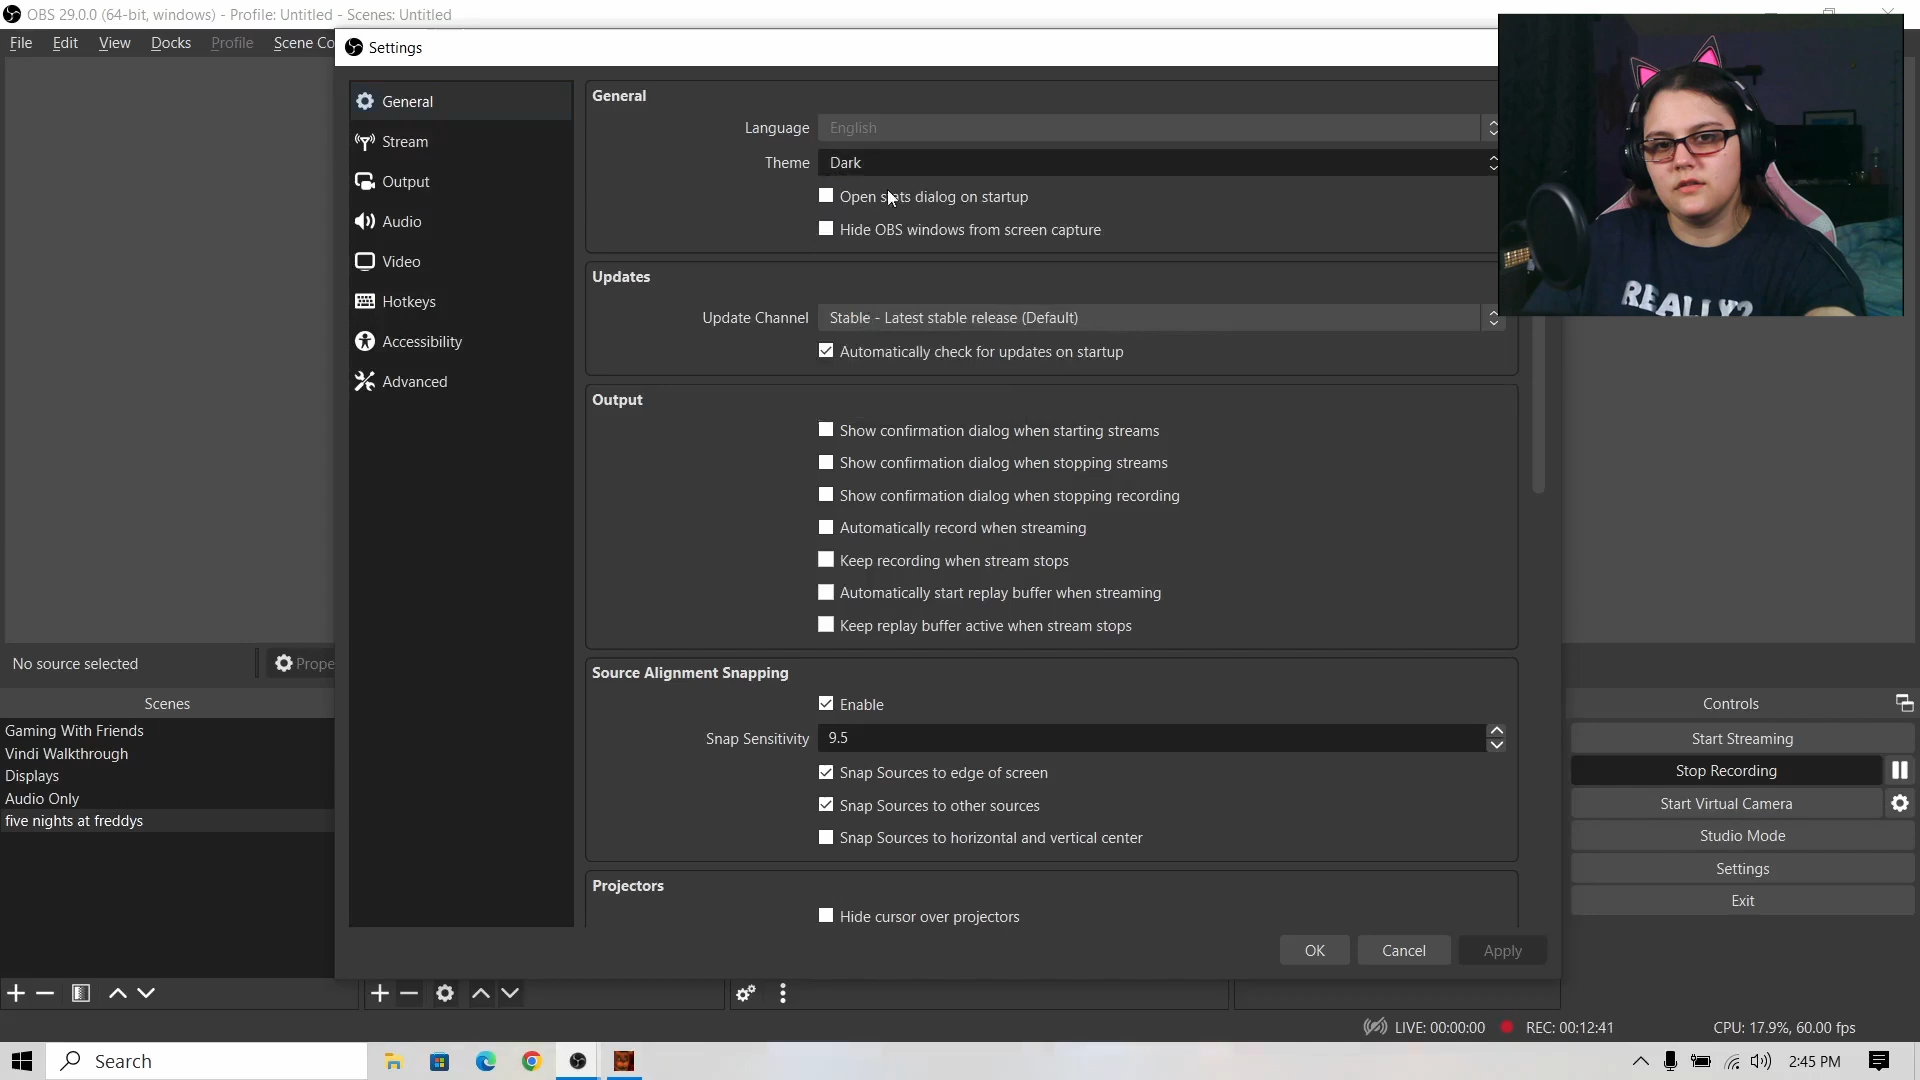 OBS 29.0.0 (64-bit, windows) - Profile: Untitled - Scenes: Untitled
File Edit View Docks Profile Scene Co
Settings
General
Stream
Output
Audio
Video
Hotkeys
Accessibility
Advanced
General
Language English
Theme Dark
Open stats dialog on startup
Hide OBS windows from screen capture
Updates
Update Channel Stable - Latest stable release (Default)
Automatically check for updates on startup
Output
Show confirmation dialog when starting streams
Show confirmation dialog when stopping streams
Show confirmation dialog when stopping recording
Automatically record when streaming
Keep recording when stream stops
Automatically start replay buffer when streaming
Keep replay buffer active when stream stops
Source Alignment Snapping
Enable
Snap Sensitivity 9.5
Snap Sources to edge of screen
Snap Sources to other sources
Snap Sources to horizontal and vertical center
Projectors
Hide cursor over projectors
OK Cancel Apply
REALLY?
No source selected
Prope
Scenes
Gaming With Friends
Vindi Walkthrough
Displays
Audio Only
five nights at freddys
Controls
Start Streaming
Stop Recording
Start Virtual Camera
Studio Mode
Settings
Exit
LIVE: 00:00:00 REC: 00:12:41 CPU: 17.9%, 60.00 fps
Search
2:45 PM